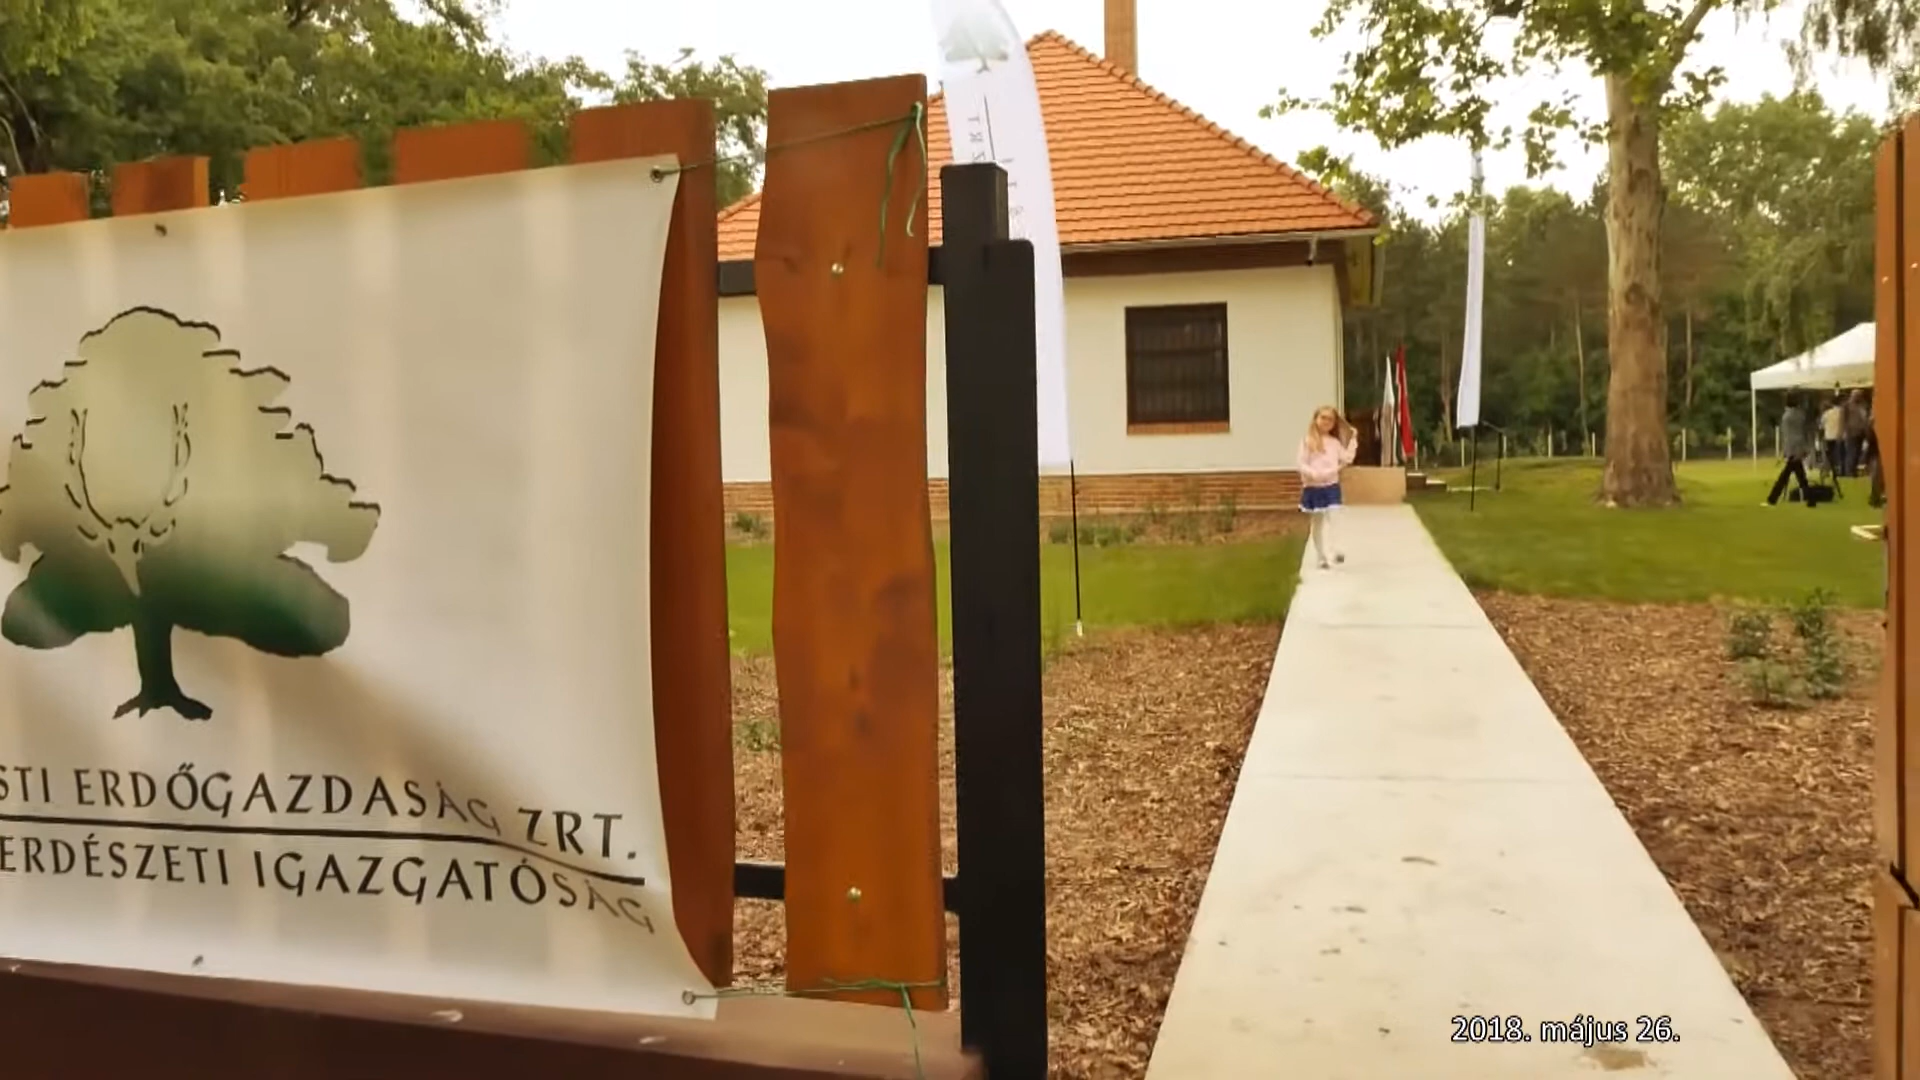 STI ERDŐGAZDASÁG ZRT.
ERDÉSZETI IGAZGATÓSÁG
2018. május 26.